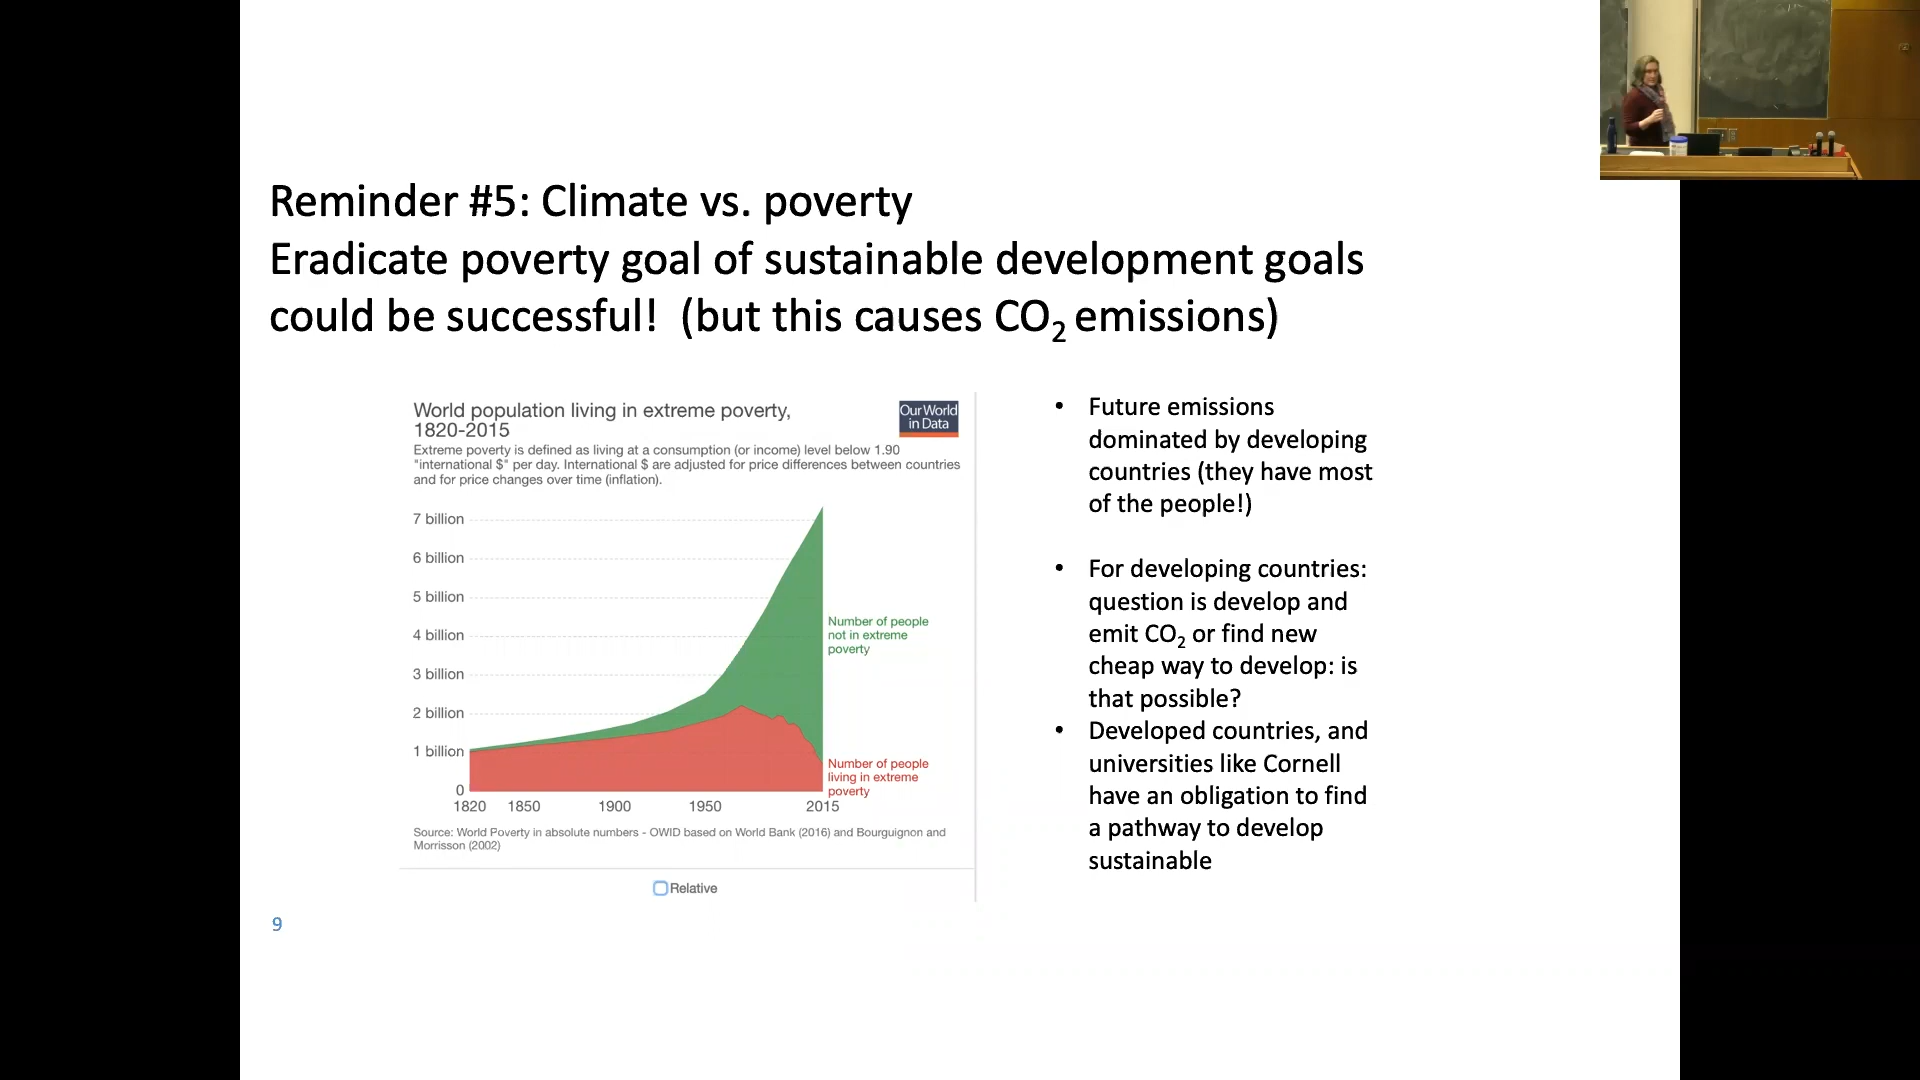 Reminder #5: Climate vs. poverty
Eradicate poverty goal of sustainable development goals
could be successful!  (but this causes CO₂ emissions)
World population living in extreme poverty,
1820-2015
Our World
in Data
Extreme poverty is defined as living at a consumption (or income) level below 1.90
"international $" per day. International $ are adjusted for price differences between countries
and for price changes over time (inflation).
7 billion
6 billion
5 billion
4 billion
3 billion
2 billion
1 billion
0
1820 1850 1900 1950 2015
Number of people
not in extreme
poverty
Number of people
living in extreme
poverty
Source: World Poverty in absolute numbers - OWID based on World Bank (2016) and Bourguignon and
Morrisson (2002)
Relative
• Future emissions
dominated by developing
countries (they have most
of the people!)
• For developing countries:
question is develop and
emit CO₂ or find new
cheap way to develop: is
that possible?
• Developed countries, and
universities like Cornell
have an obligation to find
a pathway to develop
sustainable
9